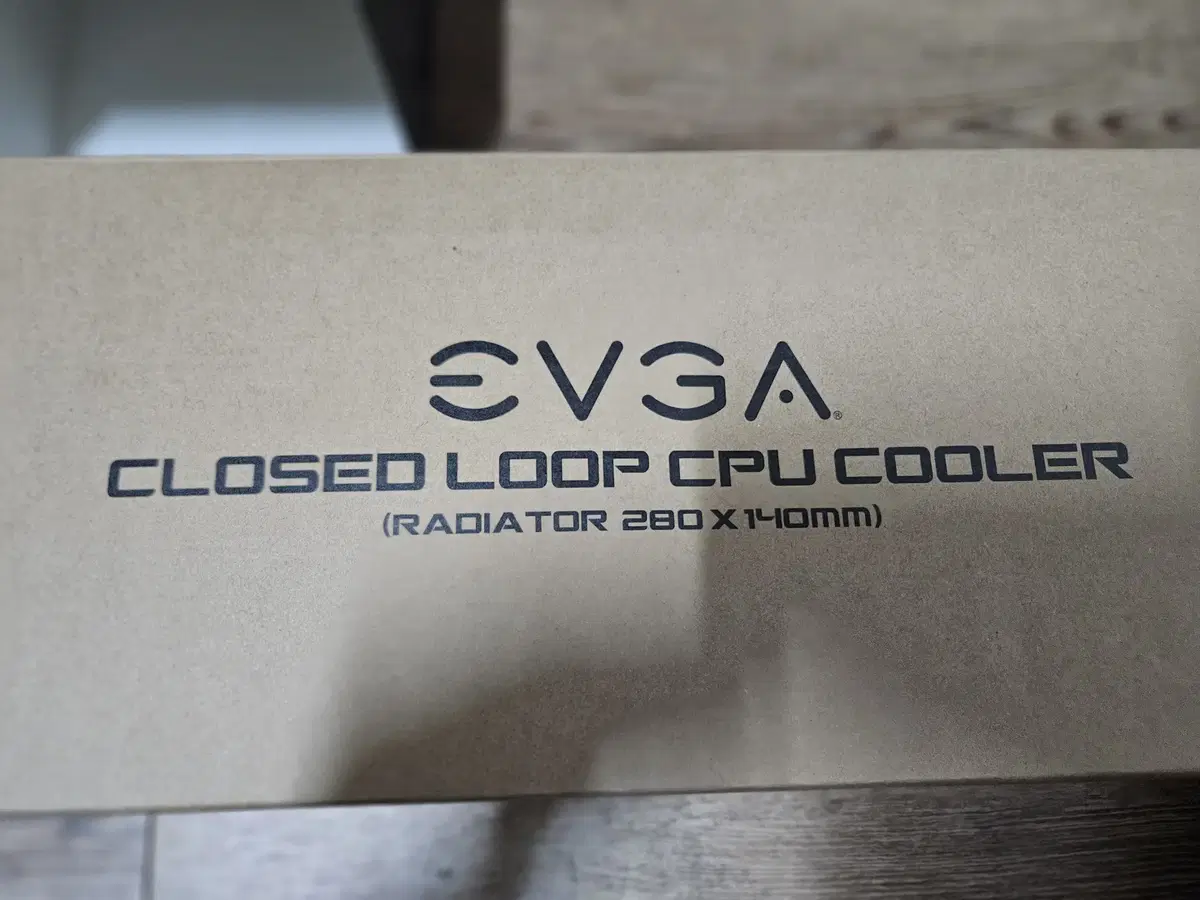 EVGA®
CLOSED LOOP CPU COOLER
(RADIATOR 280 X 140mm)